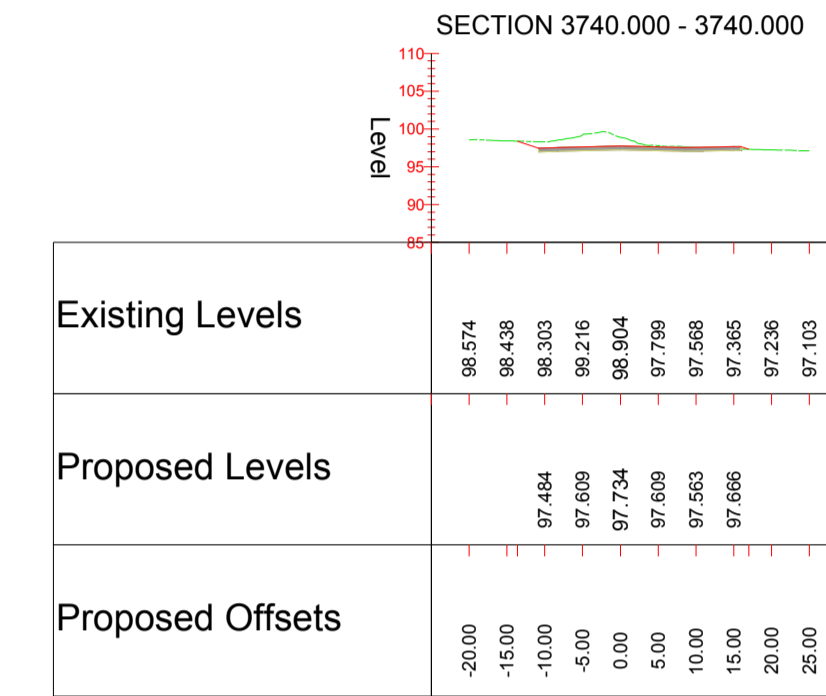 SECTION 3740.000 - 3740.000
110
105
100
95
90
85
Level
Existing Levels
98.574 98.438 98.303 99.216 98.904 97.799 97.568 97.365 97.236 97.103
Proposed Levels
97.484 97.609 97.734 97.609 97.563 97.666
Proposed Offsets
-20.00 -15.00 -10.00 -5.00 0.00 5.00 10.00 15.00 20.00 25.00